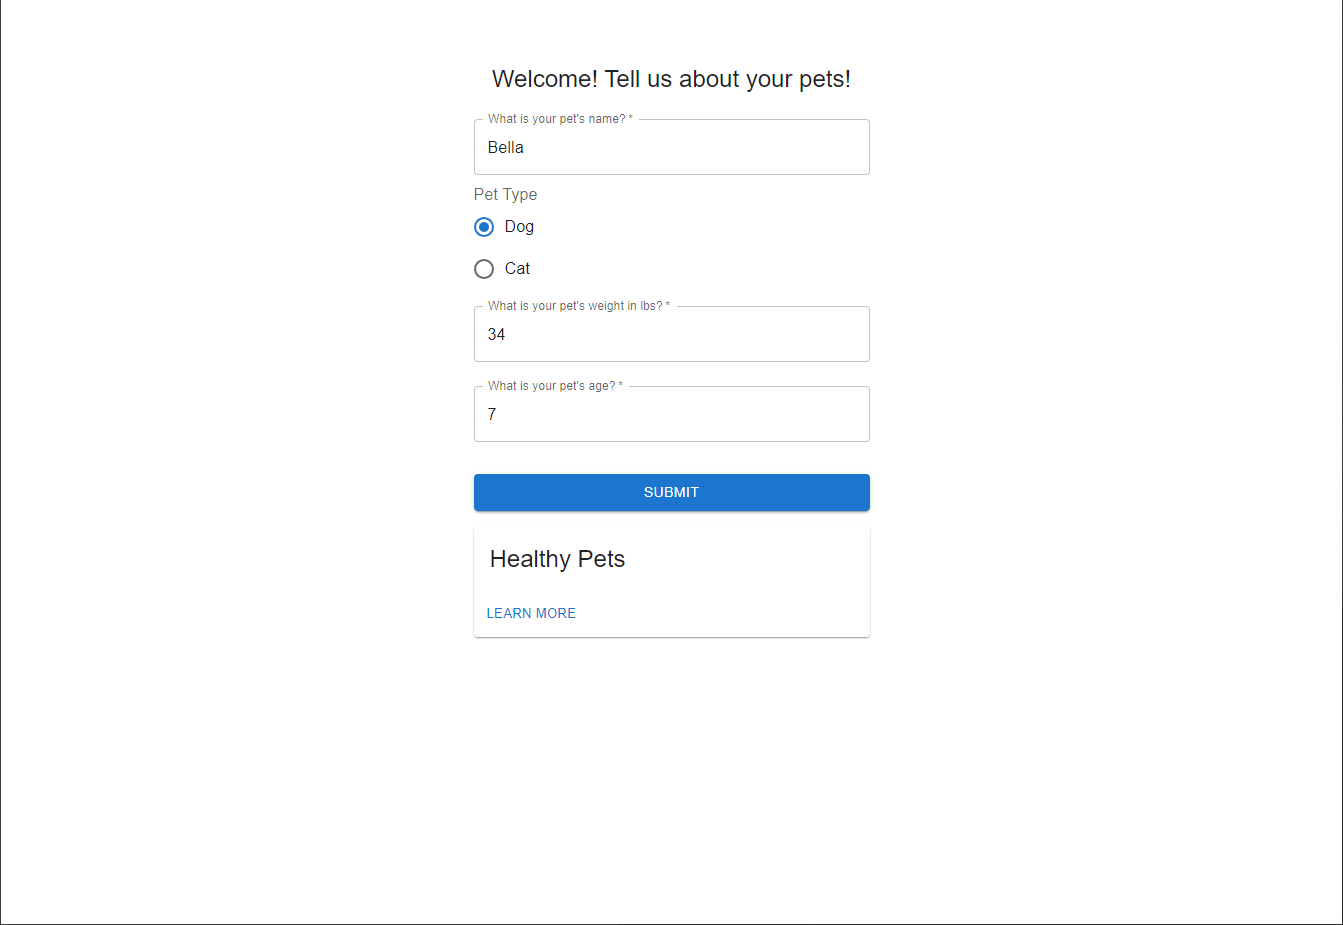 Welcome! Tell us about your pets!
What is your pet's name? *
Bella
Pet Type
Dog
Cat
What is your pet's weight in lbs? *
34
What is your pet's age? *
7
SUBMIT
Healthy Pets
LEARN MORE